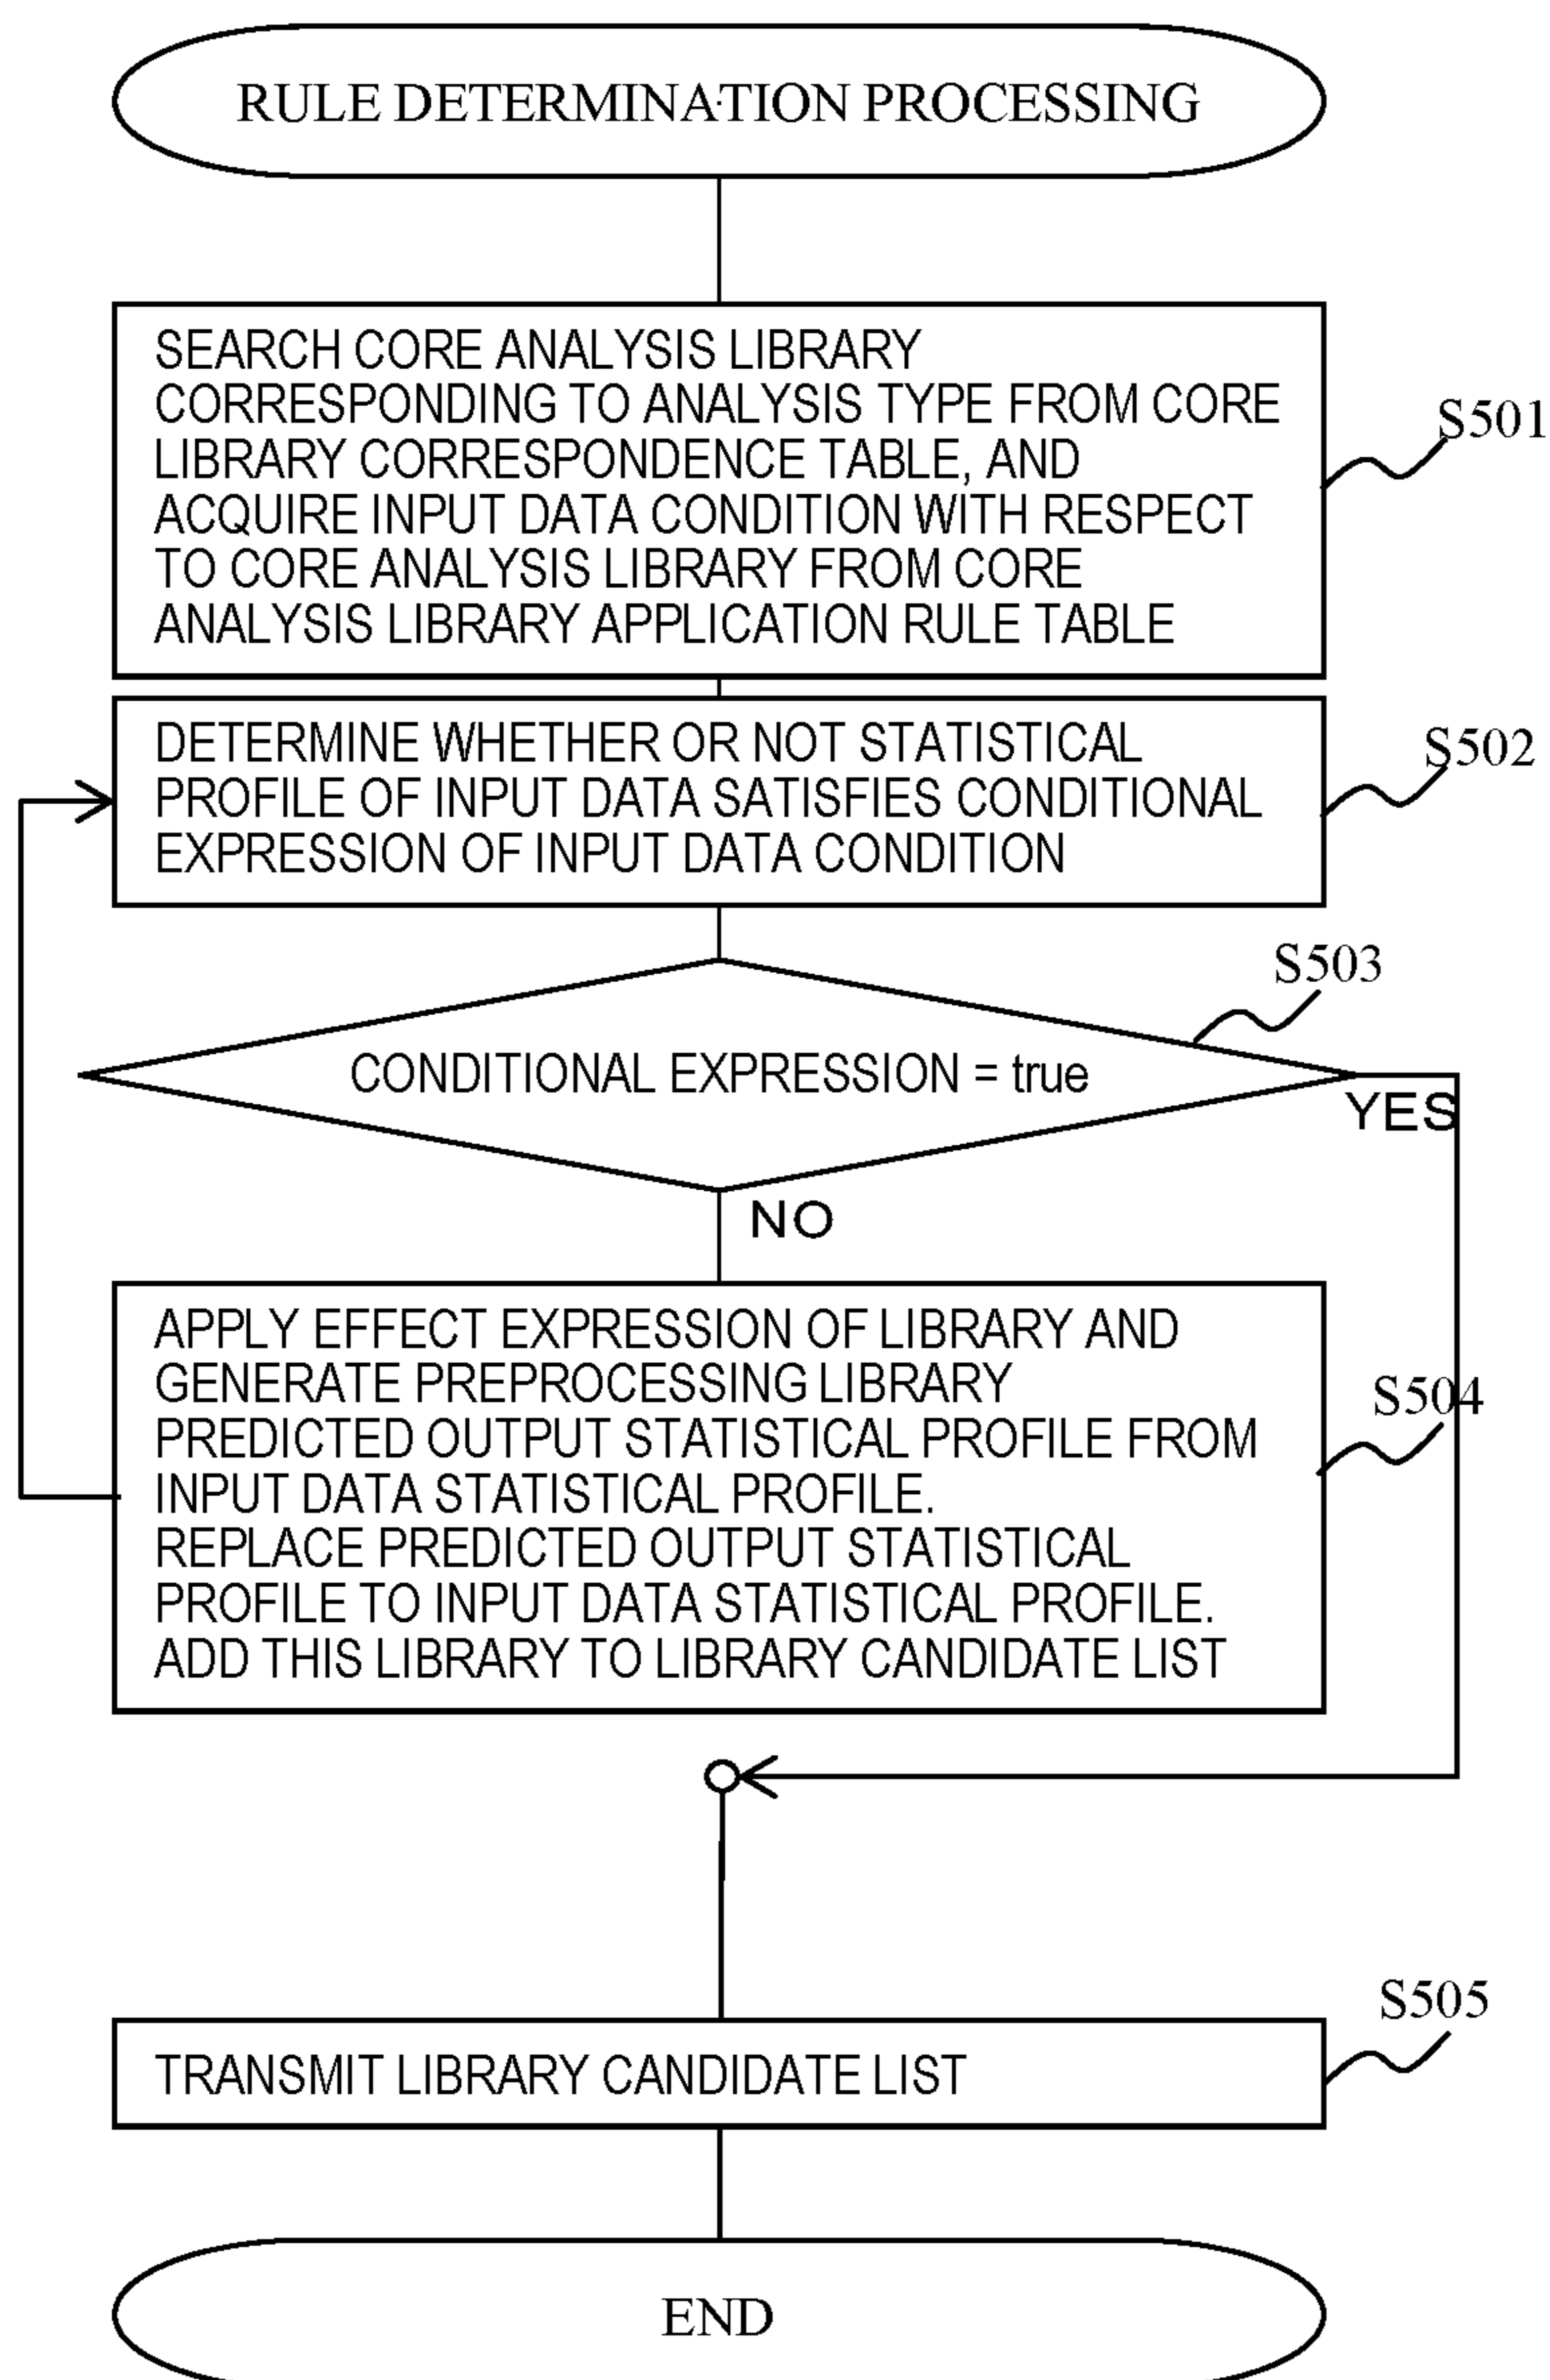 RULE DETERMINATION PROCESSING
SEARCH CORE ANALYSIS LIBRARY
CORRESPONDING TO ANALYSIS TYPE FROM CORE
LIBRARY CORRESPONDENCE TABLE, AND
ACQUIRE INPUT DATA CONDITION WITH RESPECT
TO CORE ANALYSIS LIBRARY FROM CORE
ANALYSIS LIBRARY APPLICATION RULE TABLE
S501
DETERMINE WHETHER OR NOT STATISTICAL
PROFILE OF INPUT DATA SATISFIES CONDITIONAL
EXPRESSION OF INPUT DATA CONDITION
S502
S503
CONDITIONAL EXPRESSION = true
YES
NO
APPLY EFFECT EXPRESSION OF LIBRARY AND
GENERATE PREPROCESSING LIBRARY
PREDICTED OUTPUT STATISTICAL PROFILE FROM
INPUT DATA STATISTICAL PROFILE.
REPLACE PREDICTED OUTPUT STATISTICAL
PROFILE TO INPUT DATA STATISTICAL PROFILE.
ADD THIS LIBRARY TO LIBRARY CANDIDATE LIST
S504
S505
TRANSMIT LIBRARY CANDIDATE LIST
END